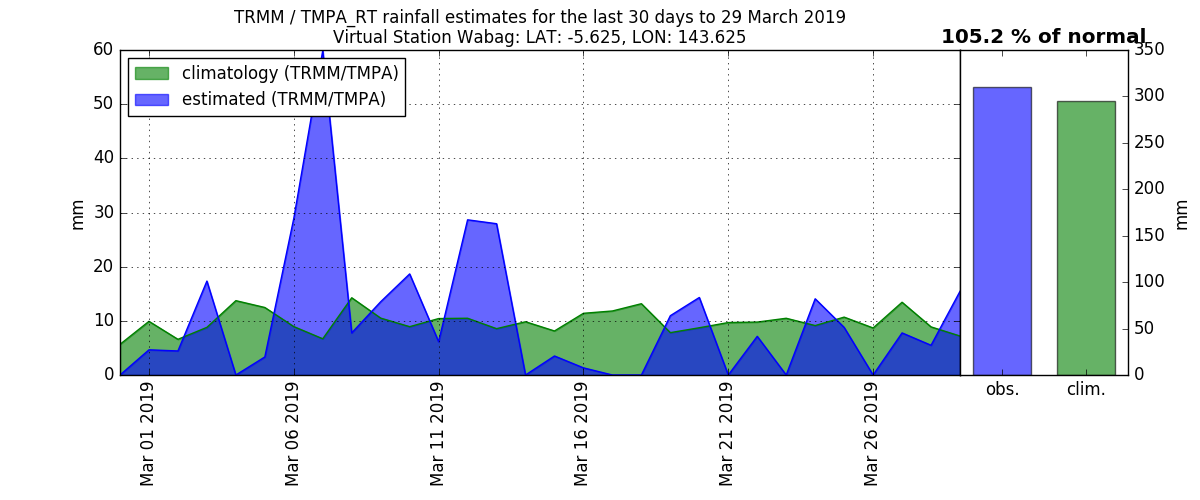 TRMM / TMPA_RT rainfall estimates for the last 30 days to 29 March 2019
Virtual Station Wabag: LAT: -5.625, LON: 143.625
105.2 % of normal
climatology (TRMM/TMPA)
estimated (TRMM/TMPA)
60
50
40
30
20
10
0
mm
350
300
250
200
150
100
50
0
mm
obs.
clim.
Mar 01 2019
Mar 06 2019
Mar 11 2019
Mar 16 2019
Mar 21 2019
Mar 26 2019